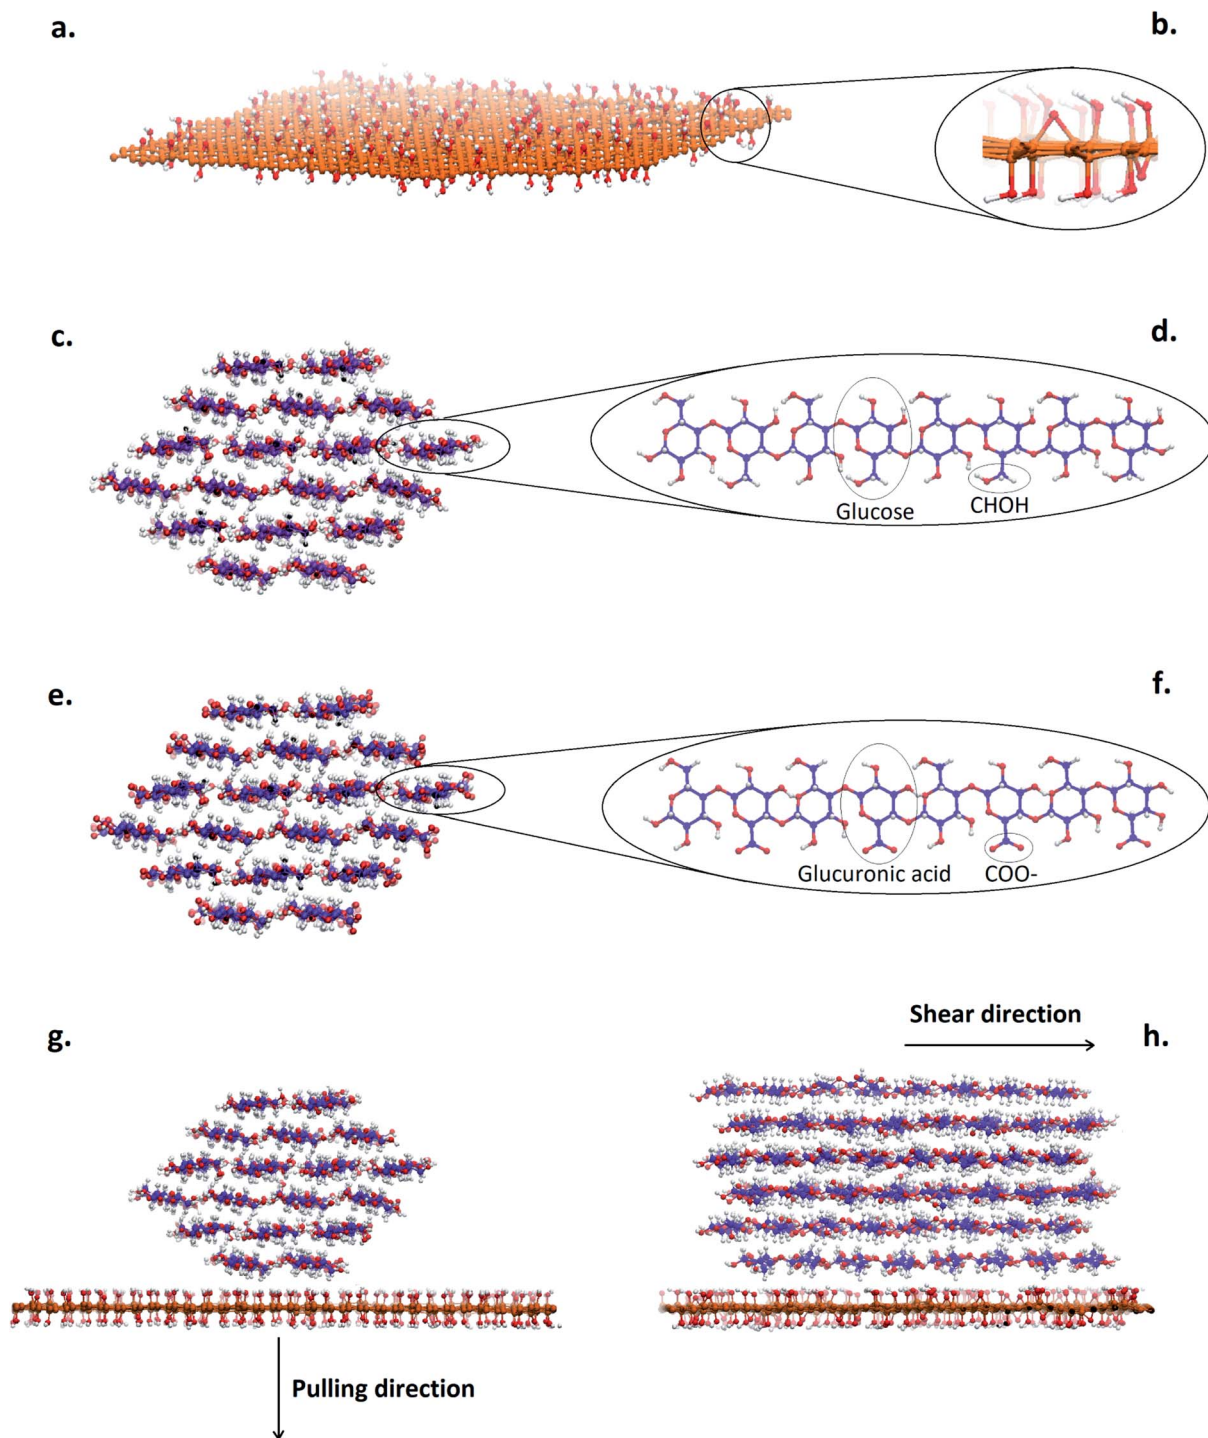 a.
b.
c.
d.
Glucose
CHOH
e.
f.
Glucuronic acid
COO-
Shear direction
g.
h.
Pulling direction